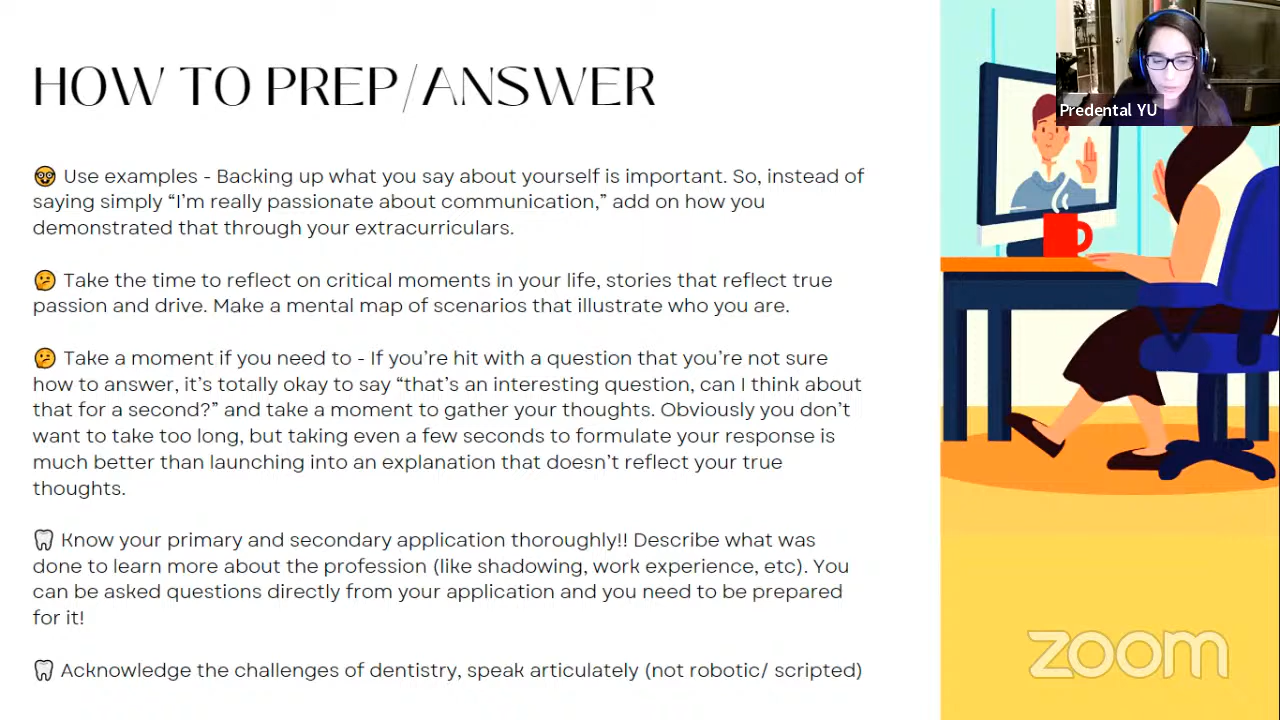 HOW TO PREP/ANSWER
Predental YU
🤓 Use examples - Backing up what you say about yourself is important. So, instead of
saying simply “I’m really passionate about communication,” add on how you
demonstrated that through your extracurriculars.
🤔 Take the time to reflect on critical moments in your life, stories that reflect true
passion and drive. Make a mental map of scenarios that illustrate who you are.
🤔 Take a moment if you need to - If you’re hit with a question that you’re not sure
how to answer, it’s totally okay to say “that’s an interesting question, can I think about
that for a second?” and take a moment to gather your thoughts. Obviously you don’t
want to take too long, but taking even a few seconds to formulate your response is
much better than launching into an explanation that doesn’t reflect your true
thoughts.
🦷 Know your primary and secondary application thoroughly!! Describe what was
done to learn more about the profession (like shadowing, work experience, etc). You
can be asked questions directly from your application and you need to be prepared
for it!
🦷 Acknowledge the challenges of dentistry, speak articulately (not robotic/ scripted)
zoom